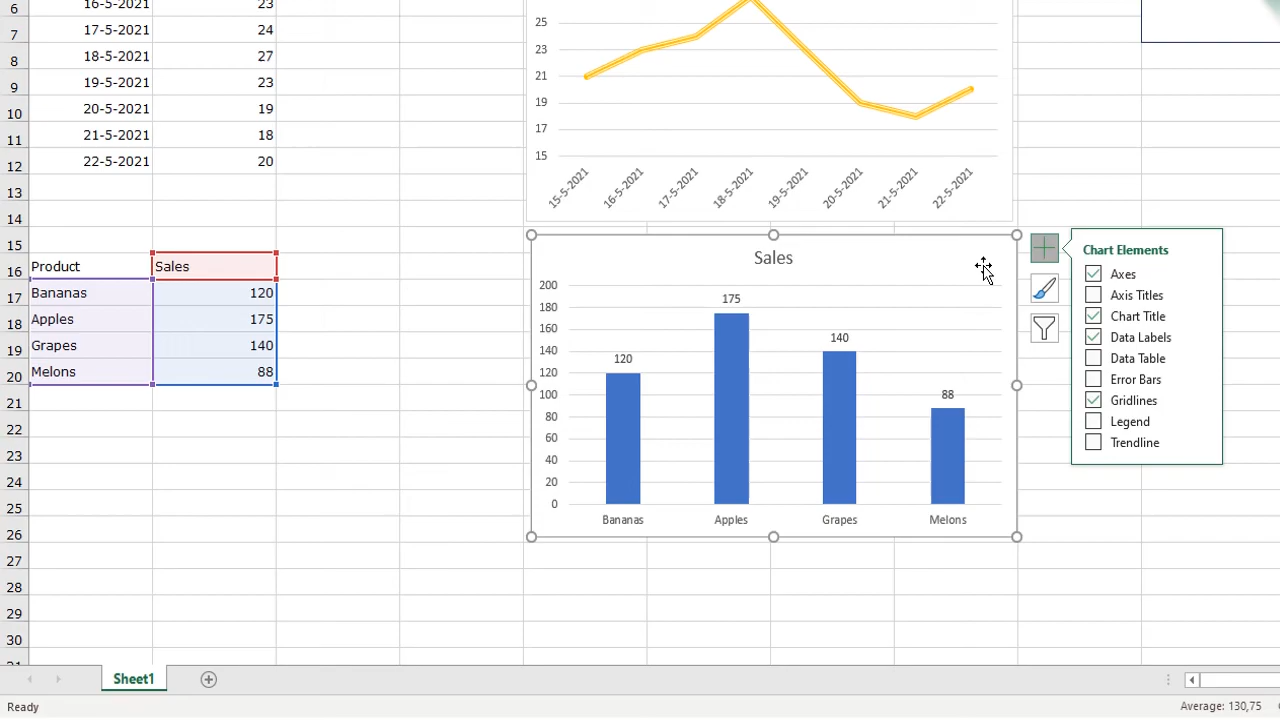 6 16-5-2021 23
7 17-5-2021 24
8 18-5-2021 27
9 19-5-2021 23
10 20-5-2021 19
11 21-5-2021 18
12 22-5-2021 20
13
14
15
16 Product Sales
17 Bananas 120
18 Apples 175
19 Grapes 140
20 Melons 88
21
22
23
24
25
26
27
28
29
30
25
23
21
19
17
15
15-5-2021 16-5-2021 17-5-2021 18-5-2021 19-5-2021 20-5-2021 21-5-2021 22-5-2021
Sales
200
180
160
140
120
100
80
60
40
20
0
120 175 140 88
Bananas Apples Grapes Melons
Chart Elements
Axes
Axis Titles
Chart Title
Data Labels
Data Table
Error Bars
Gridlines
Legend
Trendline
Sheet1
Ready
Average: 130,75